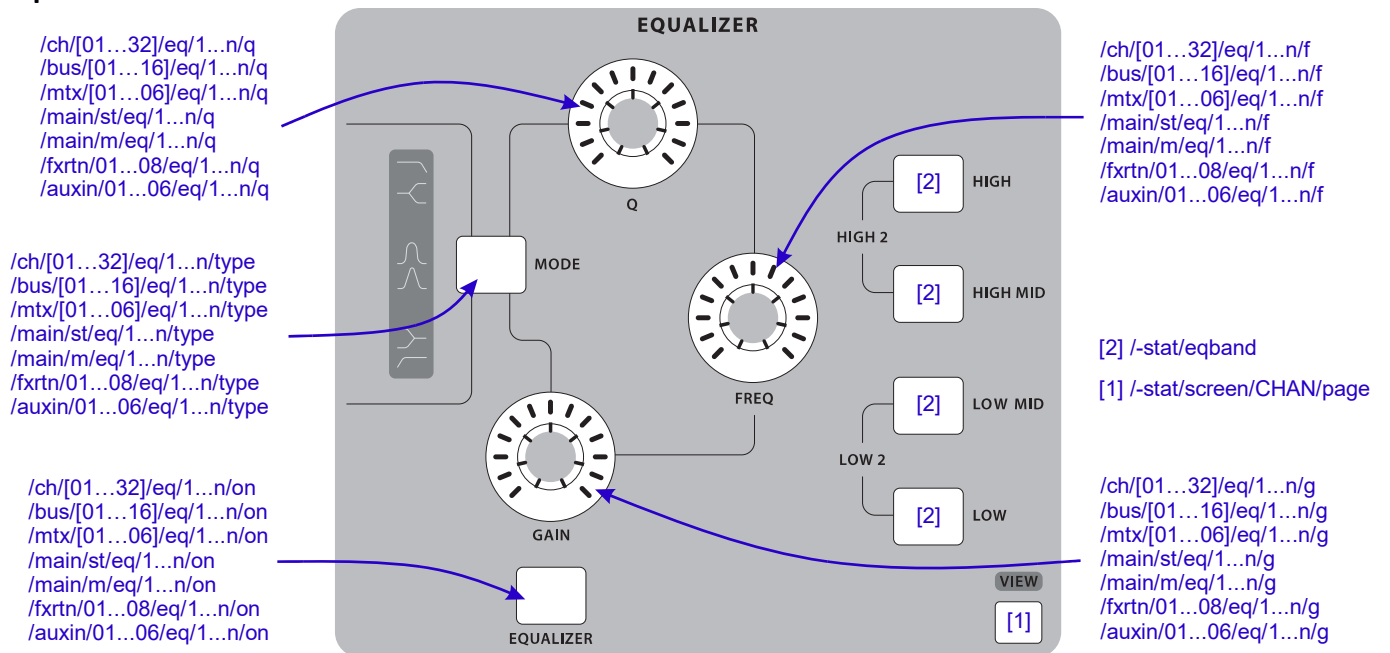 EQUALIZER
/ch/[01…32]/eq/1...n/q
/bus/[01…16]/eq/1...n/q
/mtx/[01…06]/eq/1...n/q
/main/st/eq/1...n/q
/main/m/eq/1...n/q
/fxrtn/01...08/eq/1...n/q
/auxin/01...06/eq/1...n/q
/ch/[01…32]/eq/1...n/f
/bus/[01…16]/eq/1...n/f
/mtx/[01…06]/eq/1...n/f
/main/st/eq/1...n/f
/main/m/eq/1...n/f
/fxrtn/01...08/eq/1...n/f
/auxin/01...06/eq/1...n/f
Q
[2] HIGH
HIGH 2
[2] HIGH MID
/ch/[01…32]/eq/1...n/type
/bus/[01…16]/eq/1...n/type
/mtx/[01…06]/eq/1...n/type
/main/st/eq/1...n/type
/main/m/eq/1...n/type
/fxrtn/01...08/eq/1...n/type
/auxin/01...06/eq/1...n/type
MODE
FREQ
[2] /-stat/eqband
[1] /-stat/screen/CHAN/page
[2] LOW MID
LOW 2
[2] LOW
GAIN
/ch/[01…32]/eq/1...n/on
/bus/[01…16]/eq/1...n/on
/mtx/[01…06]/eq/1...n/on
/main/st/eq/1...n/on
/main/m/eq/1...n/on
/fxrtn/01...08/eq/1...n/on
/auxin/01...06/eq/1...n/on
EQUALIZER
VIEW
[1]
/ch/[01…32]/eq/1...n/g
/bus/[01…16]/eq/1...n/g
/mtx/[01…06]/eq/1...n/g
/main/st/eq/1...n/g
/main/m/eq/1...n/g
/fxrtn/01...08/eq/1...n/g
/auxin/01...06/eq/1...n/g